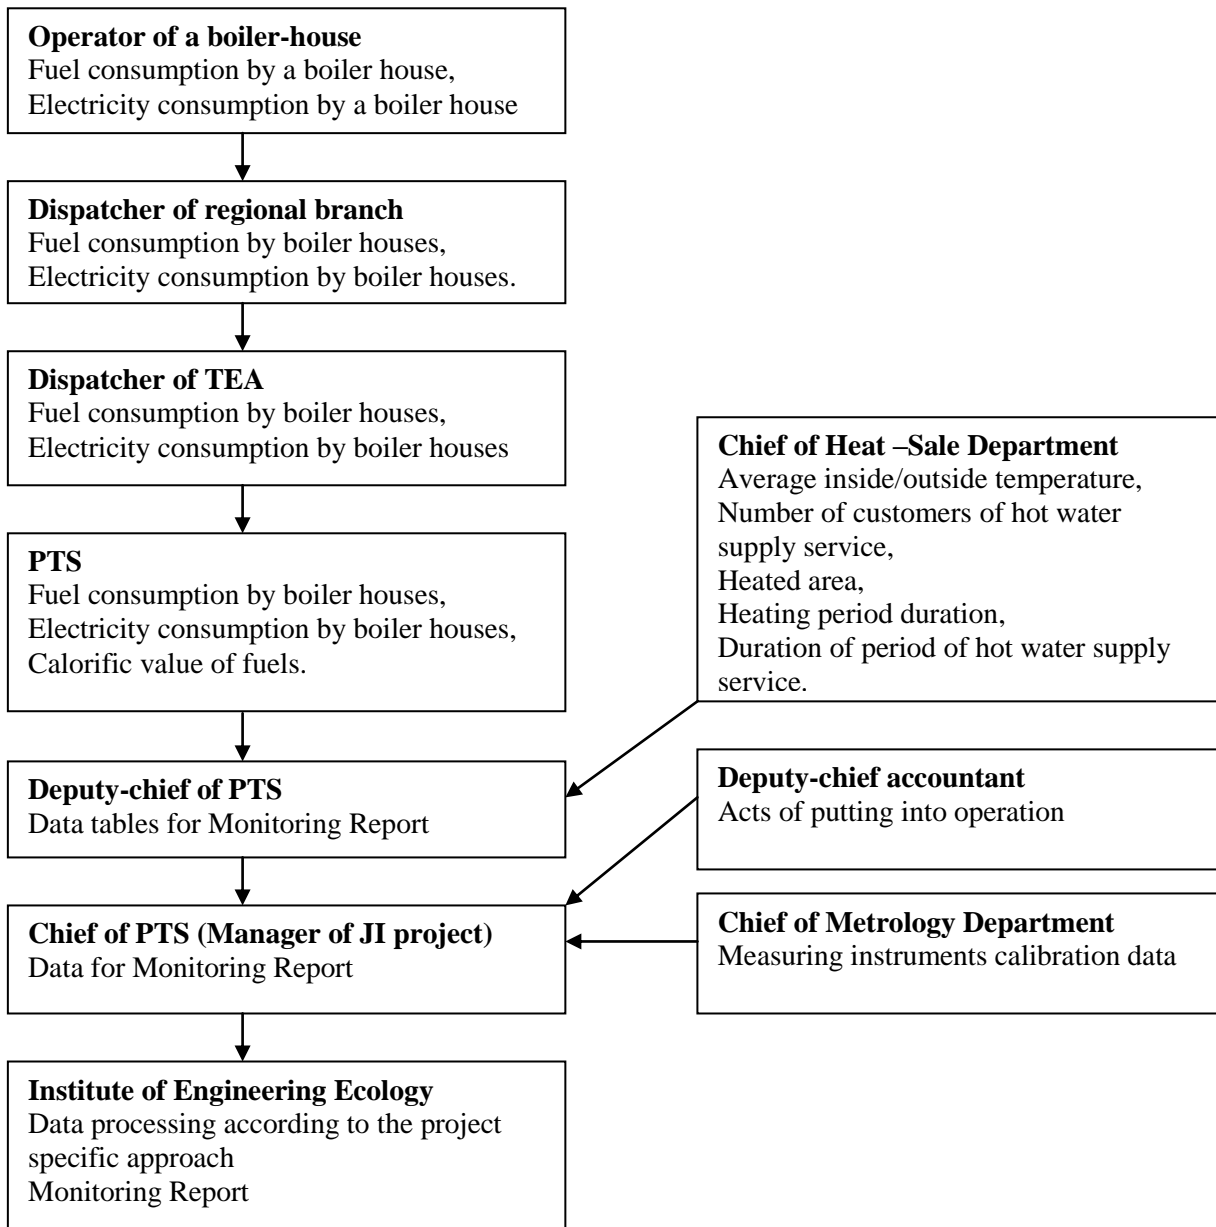 Operator of a boiler-house
Fuel consumption by a boiler house,
Electricity consumption by a boiler house
Dispatcher of regional branch
Fuel consumption by boiler houses,
Electricity consumption by boiler houses.
Dispatcher of TEA
Fuel consumption by boiler houses,
Electricity consumption by boiler houses
PTS
Fuel consumption by boiler houses,
Electricity consumption by boiler houses,
Calorific value of fuels.
Chief of Heat –Sale Department
Average inside/outside temperature,
Number of customers of hot water
supply service,
Heated area,
Heating period duration,
Duration of period of hot water supply
service.
Deputy-chief of PTS
Data tables for Monitoring Report
Deputy-chief accountant
Acts of putting into operation
Chief of PTS (Manager of JI project)
Data for Monitoring Report
Chief of Metrology Department
Measuring instruments calibration data
Institute of Engineering Ecology
Data processing according to the project
specific approach
Monitoring Report